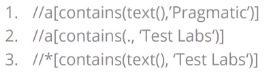 1. //a[contains(text(),’Pragmatic’)]
2. //a[contains(., ‘Test Labs’)]
3. //*[contains(text(), ‘Test Labs’)]